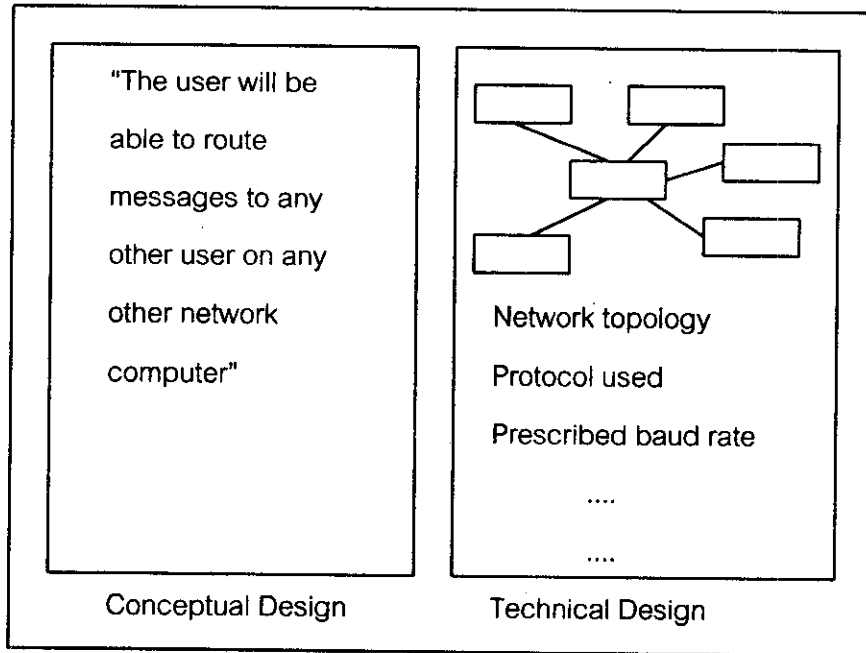 "The user will be
able to route
messages to any
other user on any
other network
computer"
Conceptual Design
Network topology
Protocol used
Prescribed baud rate
....
....
Technical Design